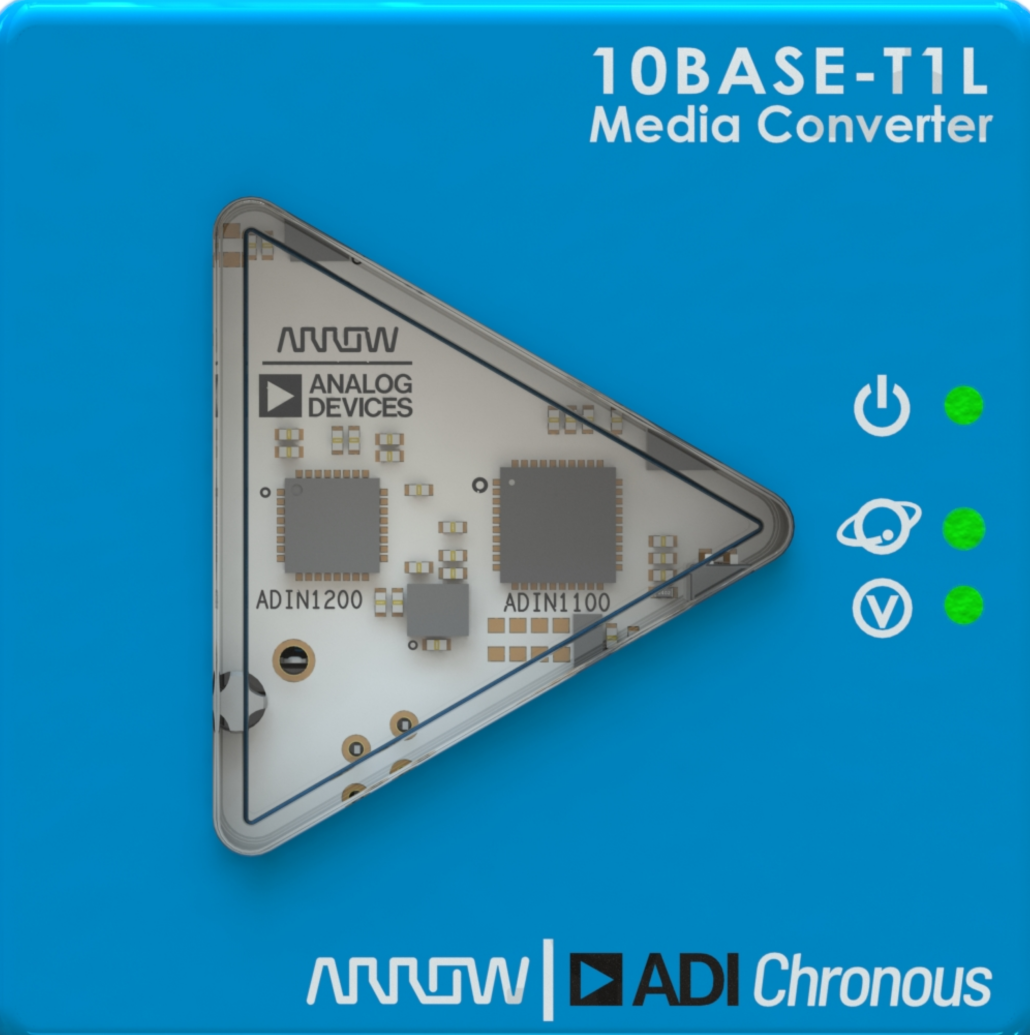 10BASE-T1L
Media Converter
ARROW
ANALOG
DEVICES
ADIN1200
ADIN1100
V
ARROW | ADI Chronous